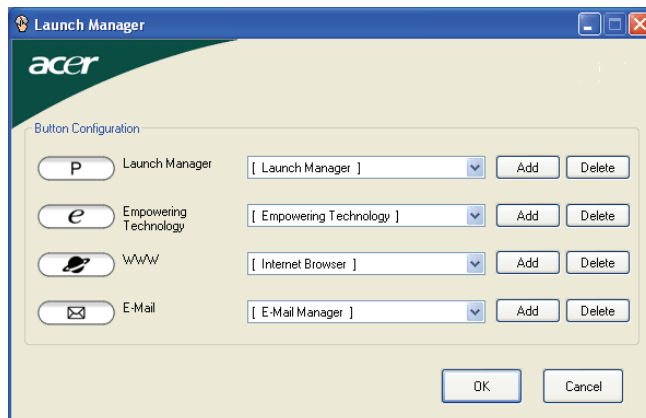 Launch Manager
acer
Button Configuration
P Launch Manager [ Launch Manager ] Add Delete
e Empowering Technology [ Empowering Technology ] Add Delete
WWW [ Internet Browser ] Add Delete
E-Mail [ E-Mail Manager ] Add Delete
OK Cancel